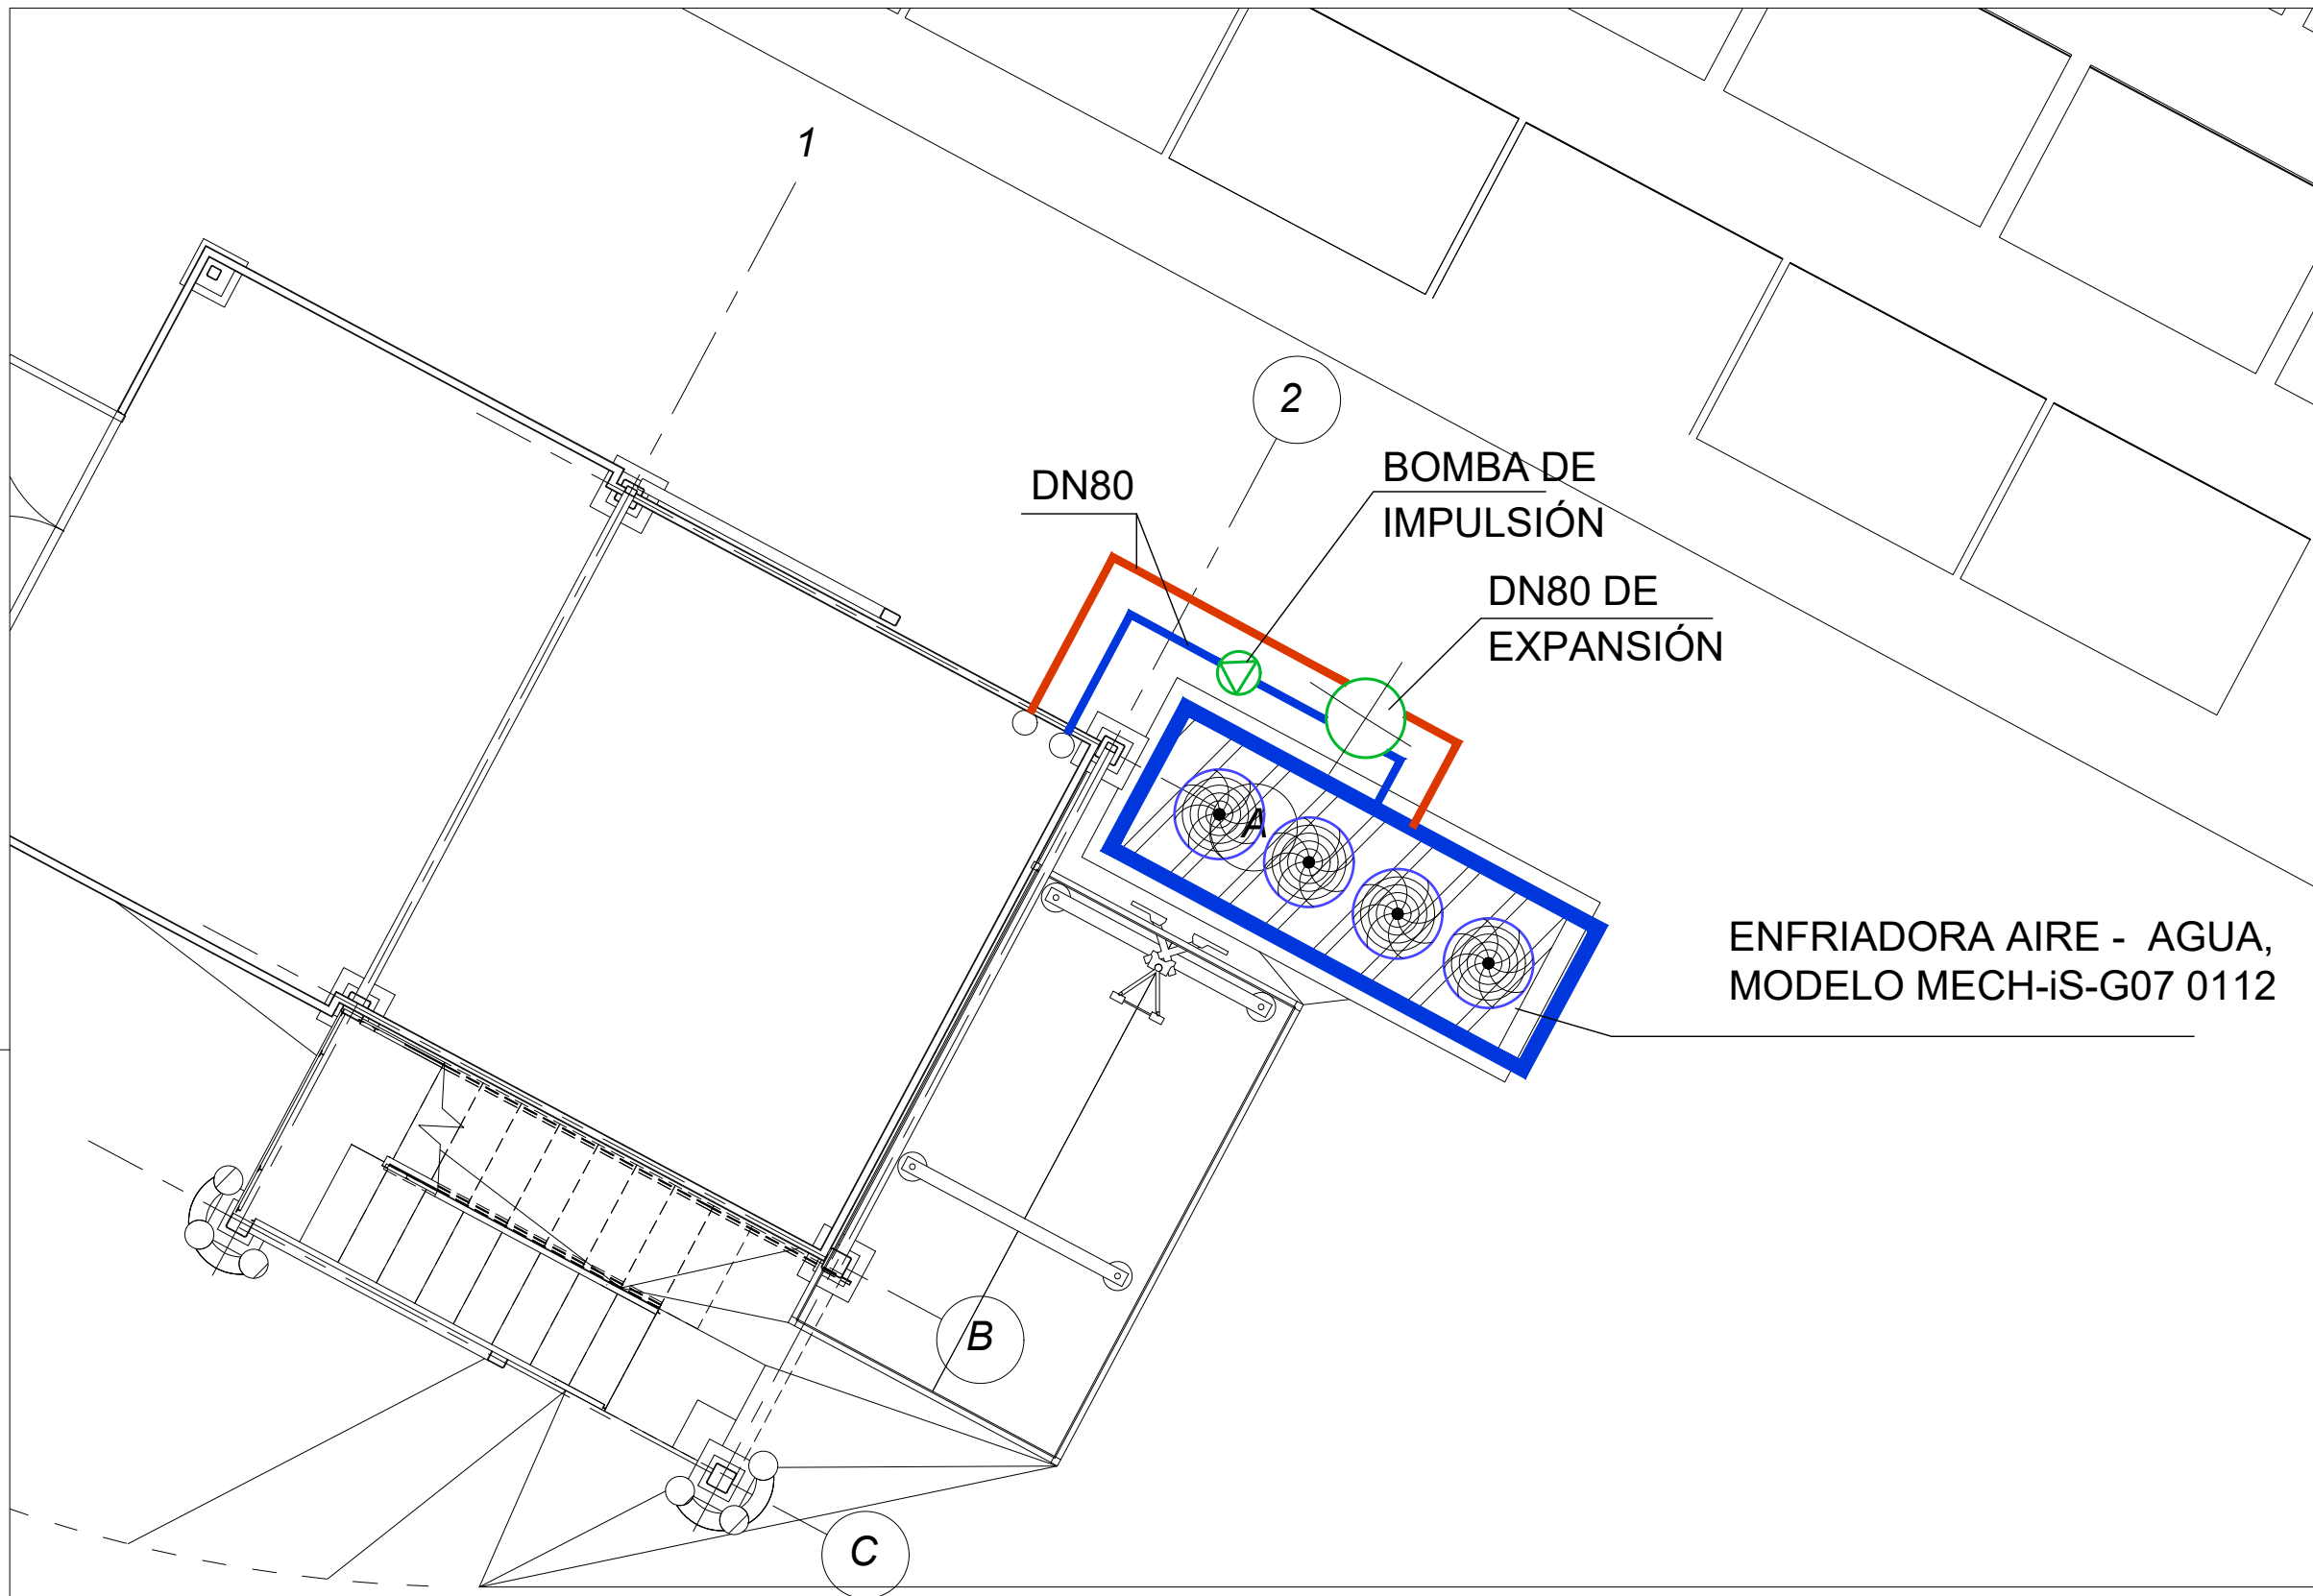 1
2
DN80
BOMBA DE
IMPULSIÓN
DN80 DE
EXPANSIÓN
A
ENFRIADORA AIRE - AGUA,
MODELO MECH-iS-G07 0112
B
C